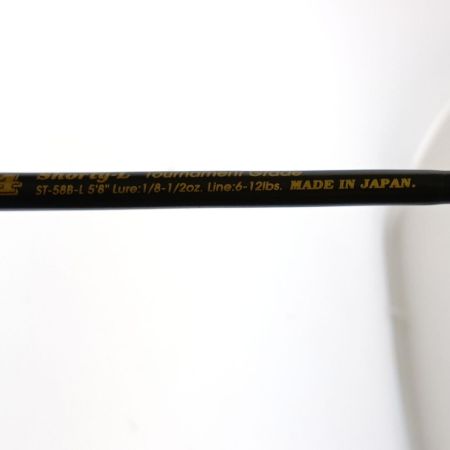 Shorty-L Tournament Grade
ST-58B-L 5'8" Lure:1/8-1/2oz. Line:6-12lbs. MADE IN JAPAN.